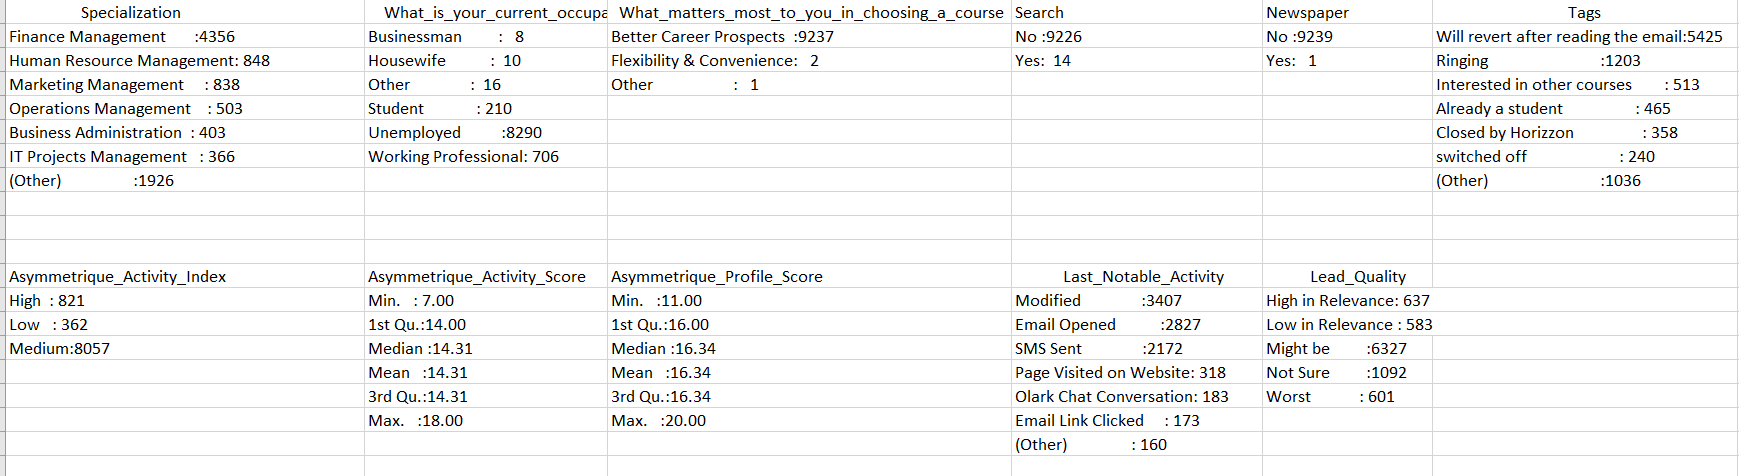 Specialization What_is_your_current_occupa What_matters_most_to_you_in_choosing_a_course Search Newspaper Tags
Finance Management :4356 Businessman : 8 Better Career Prospects :9237 No :9226 No :9239 Will revert after reading the email:5425
Human Resource Management: 848 Housewife : 10 Flexibility & Convenience: 2 Yes: 14 Yes: 1 Ringing :1203
Marketing Management : 838 Other : 16 Other : 1 Interested in other courses : 513
Operations Management : 503 Student : 210 Already a student : 465
Business Administration : 403 Unemployed :8290 Closed by Horizzon : 358
IT Projects Management : 366 Working Professional: 706 switched off : 240
(Other) :1926 (Other) :1036
Asymmetrique_Activity_Index Asymmetrique_Activity_Score Asymmetrique_Profile_Score Last_Notable_Activity Lead_Quality
High : 821 Min. : 7.00 Min. :11.00 Modified :3407 High in Relevance: 637
Low : 362 1st Qu.:14.00 1st Qu.:16.00 Email Opened :2827 Low in Relevance : 583
Medium:8057 Median :14.31 Median :16.34 SMS Sent :2172 Might be :6327
Mean :14.31 Mean :16.34 Page Visited on Website: 318 Not Sure :1092
3rd Qu.:14.31 3rd Qu.:16.34 Olark Chat Conversation: 183 Worst : 601
Max. :18.00 Max. :20.00 Email Link Clicked : 173
(Other) : 160